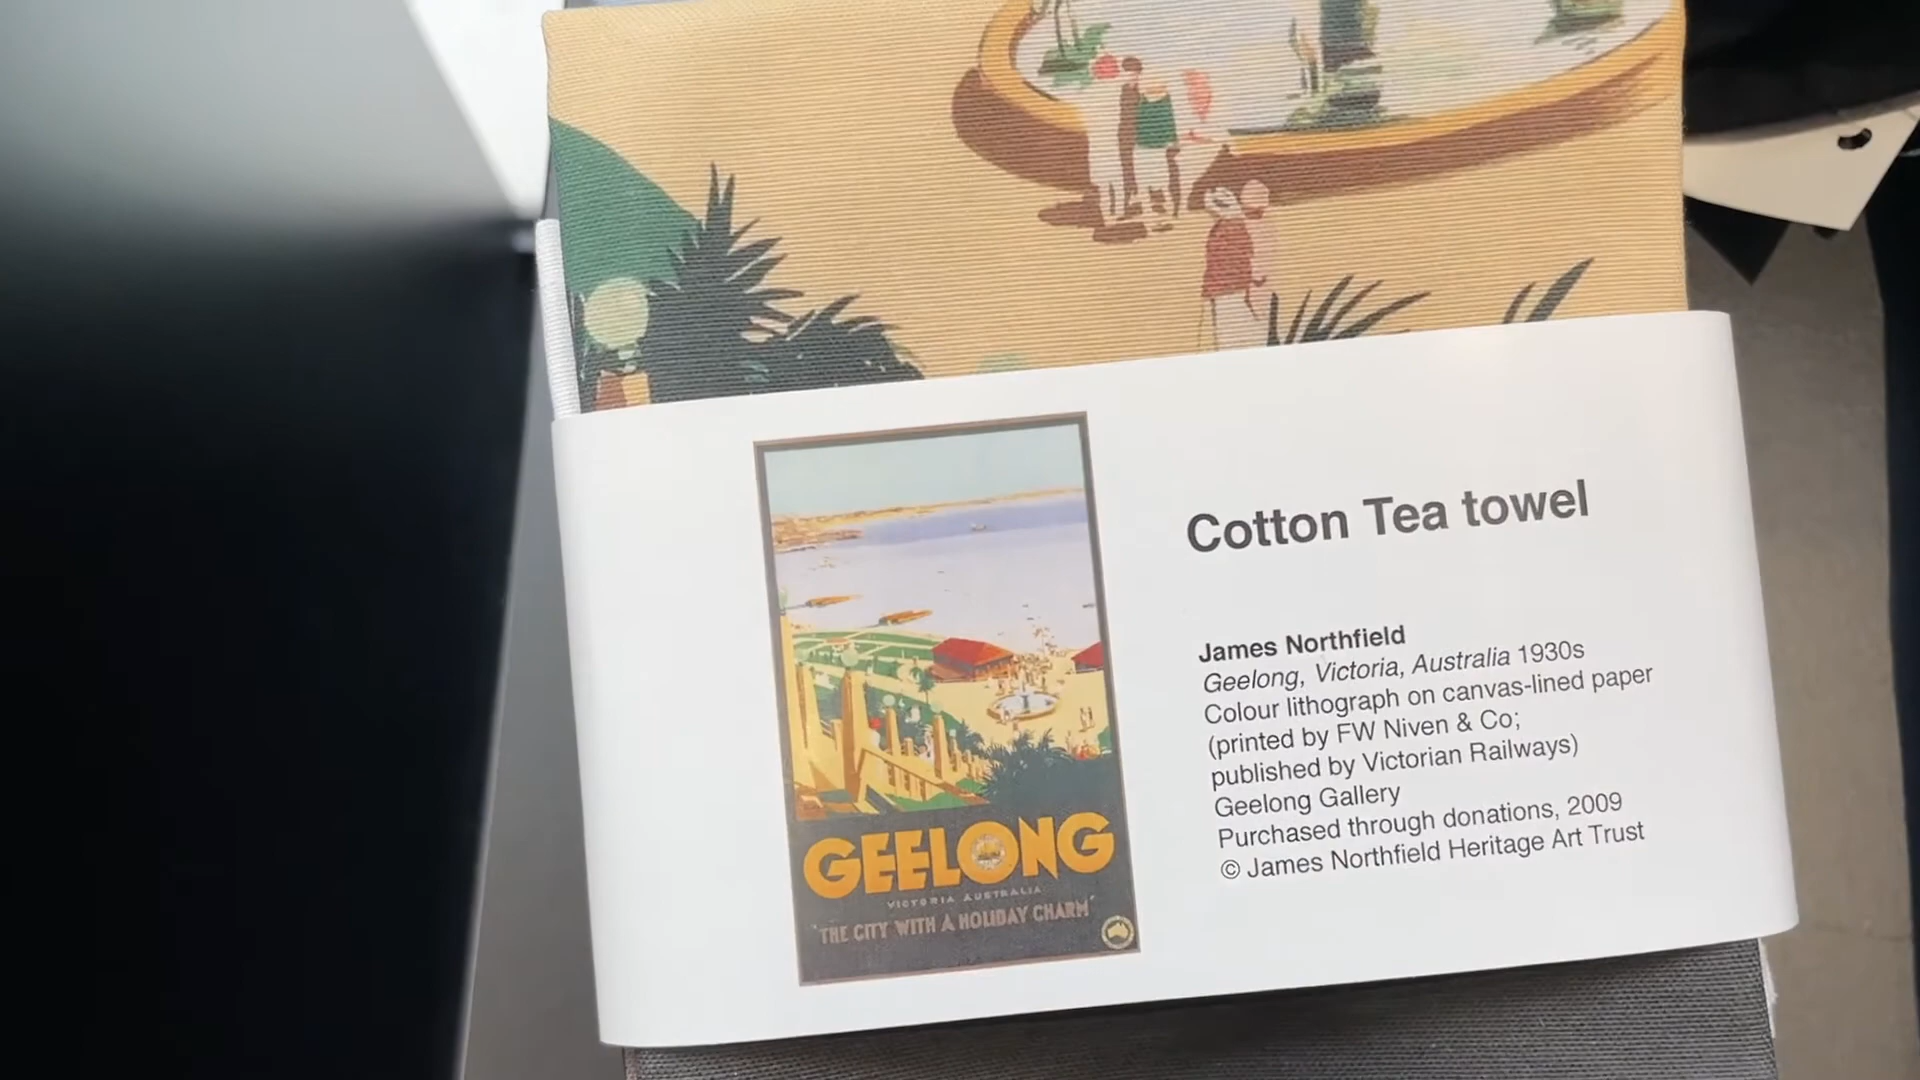 Cotton Tea towel
James Northfield
Geelong, Victoria, Australia 1930s
Colour lithograph on canvas-lined paper
(printed by FW Niven & Co;
published by Victorian Railways)
Geelong Gallery
Purchased through donations, 2009
© James Northfield Heritage Art Trust
GEELONG
VICTORIA AUSTRALIA
"THE CITY WITH A HOLIDAY CHARM"